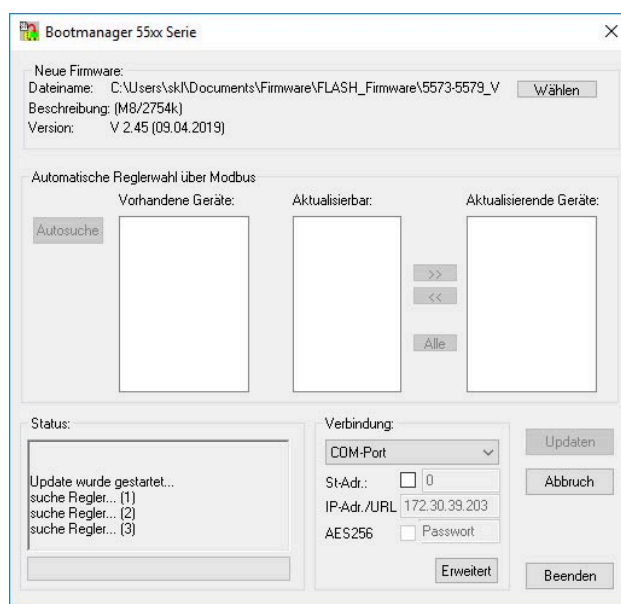 Bootmanager 55xx Serie
Neue Firmware:
Dateiname: C:\Users\skl\Documents\Firmware\FLASH_Firmware\5573-5579_V Wählen
Beschreibung: (M8/2754k)
Version: V 2.45 (09.04.2019)
Automatische Reglerwahl über Modbus
Vorhandene Geräte: Aktualisierbar: Aktualisierende Geräte:
Autosuche
>>
<<
Alle
Status:
Update wurde gestartet...
suche Regler... (1)
suche Regler... (2)
suche Regler... (3)
Verbindung:
COM-Port
St-Adr.: 0
IP-Adr./URL 172.30.39.203
AES256 Passwort
Erweitert
Updaten
Abbruch
Beenden